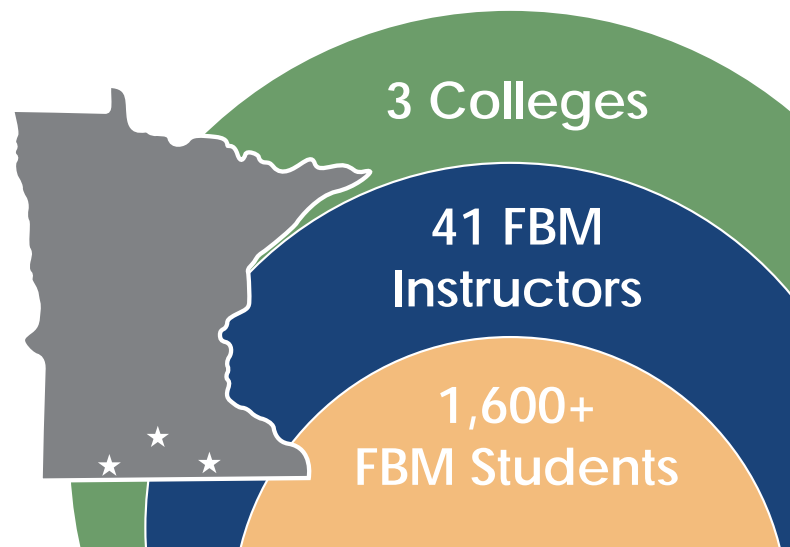 3 Colleges
41 FBM
Instructors
1,600+
FBM Students